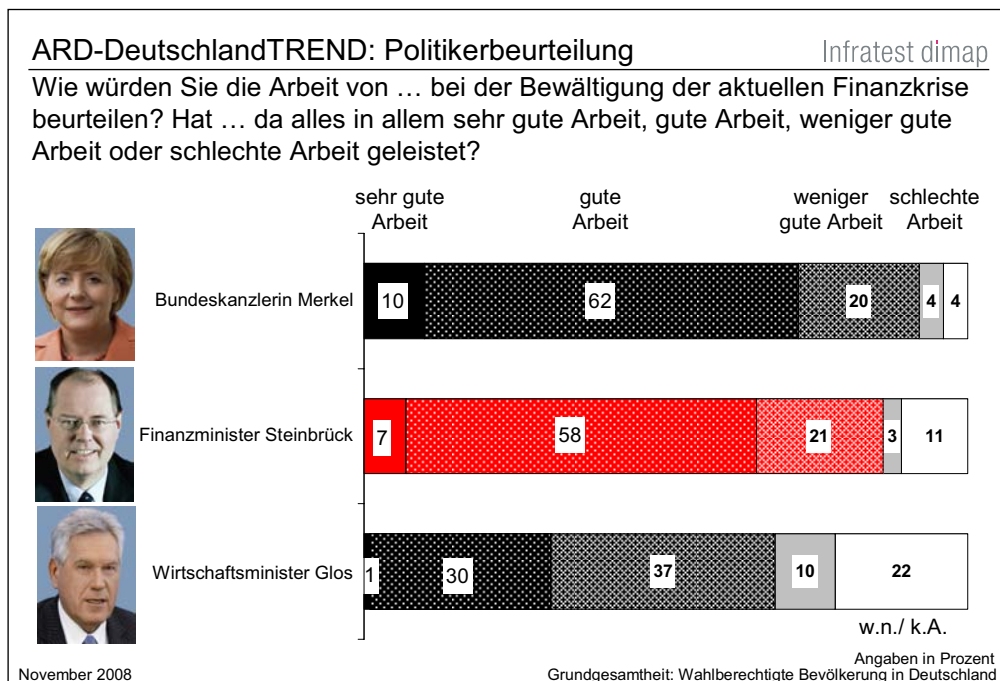 ARD-DeutschlandTREND: Politikerbeurteilung
Infratest dimap
Wie würden Sie die Arbeit von … bei der Bewältigung der aktuellen Finanzkrise
beurteilen? Hat … da alles in allem sehr gute Arbeit, gute Arbeit, weniger gute
Arbeit oder schlechte Arbeit geleistet?
sehr gute
Arbeit
gute
Arbeit
weniger
gute Arbeit
schlechte
Arbeit
Bundeskanzlerin Merkel
10
62
20
4
4
Finanzminister Steinbrück
7
58
21
3
11
Wirtschaftsminister Glos
1
30
37
10
22
w.n./ k.A.
Angaben in Prozent
November 2008
Grundgesamtheit: Wahlberechtigte Bevölkerung in Deutschland